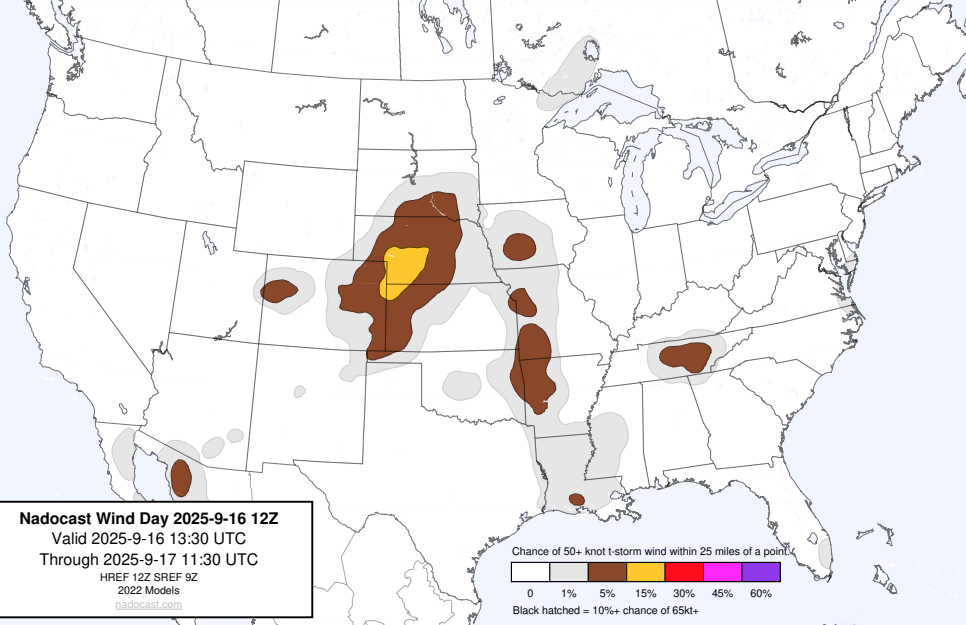 Nadocast Wind Day 2025-9-16 12Z
Valid 2025-9-16 13:30 UTC
Through 2025-9-17 11:30 UTC
HREF 12Z SREF 9Z
2022 Models
nadocast.com
Chance of 50+ knot t-storm wind within 25 miles of a point.
0 1% 5% 15% 30% 45% 60%
Black hatched = 10%+ chance of 65kt+